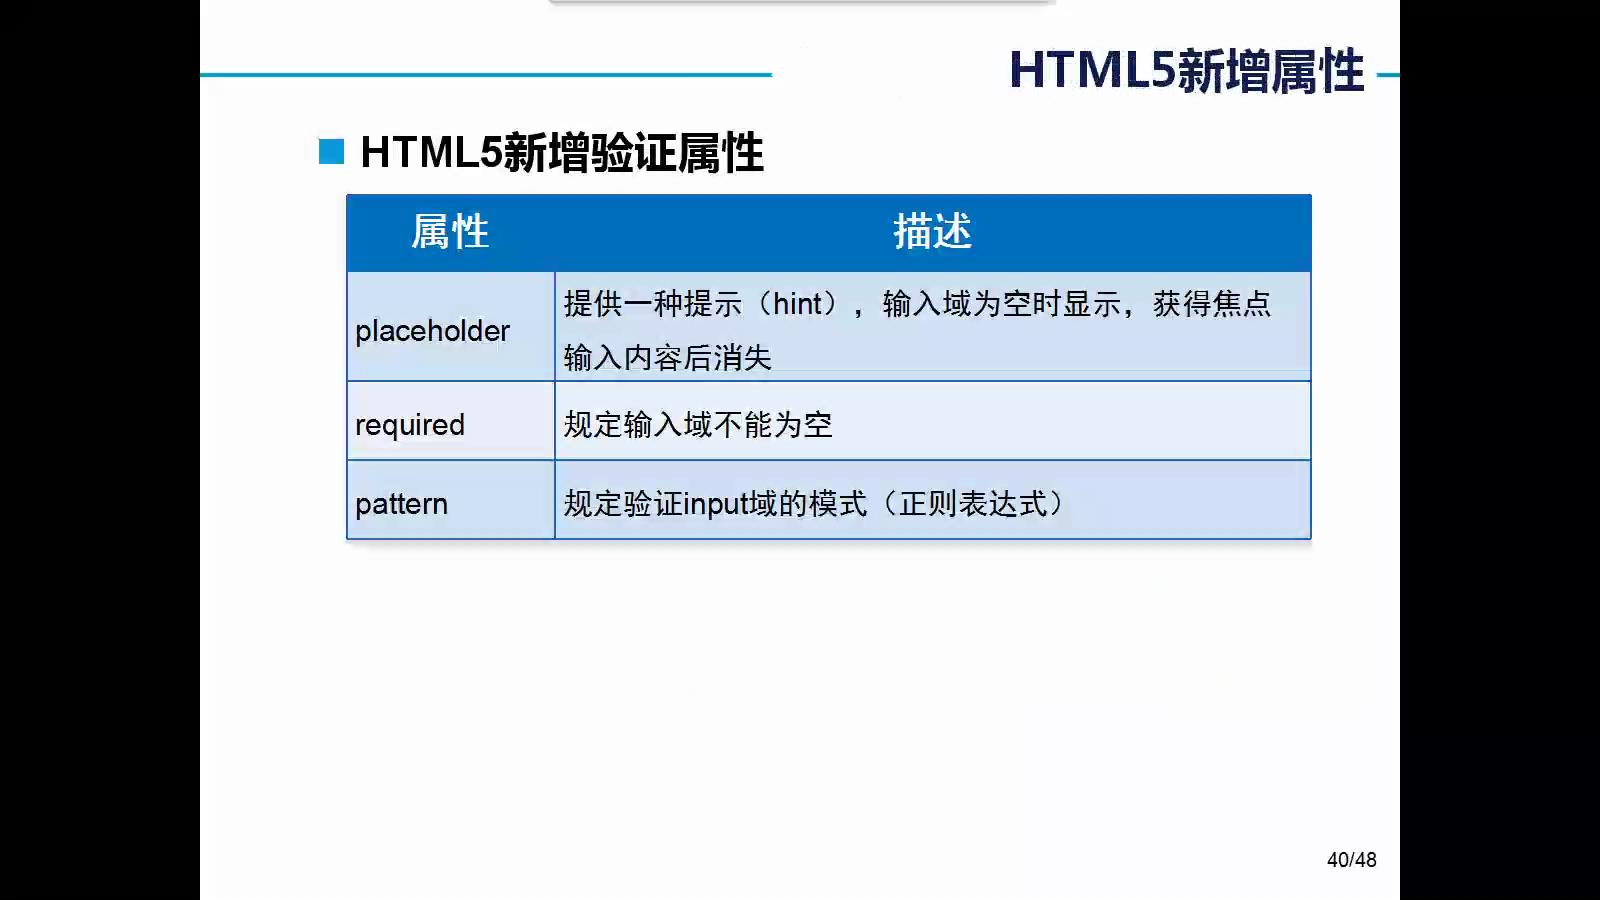 HTML5新增属性
HTML5新增验证属性
属性
描述
placeholder
提供一种提示（hint），输入域为空时显示，获得焦点
输入内容后消失
required
规定输入域不能为空
pattern
规定验证input域的模式（正则表达式）
40/48